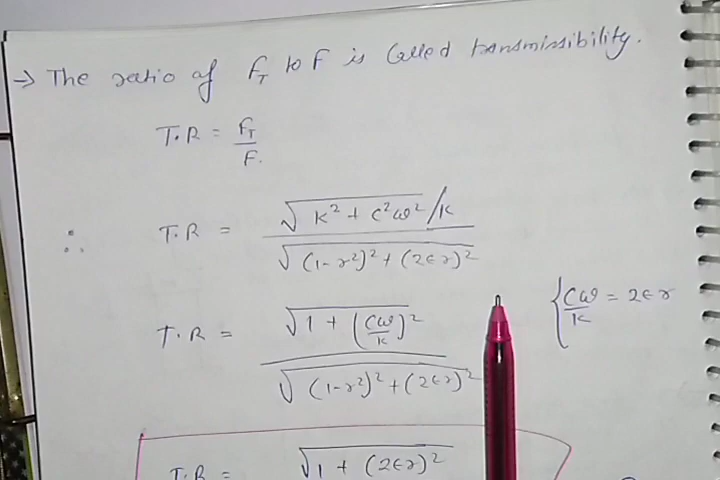 → The ratio of F_T to F is called transmissibility.
T.R = F_T / F.
∴ T.R = √(K² + C²ω²) /K / √((1-r²)² + (2εr)²)
T.R = √(1 + (Cω/K)²) / √((1-r²)² + (2εr)²) { Cω/K = 2εr
T.R = √(1 + (2εr)²)